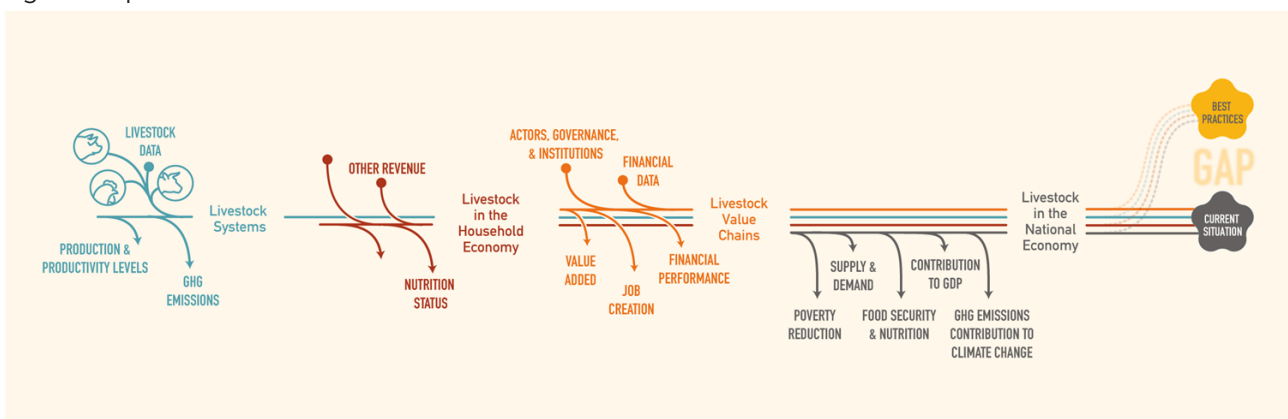 LIVESTOCK
DATA
PRODUCTION &
PRODUCTIVITY LEVELS
GHG
EMISSIONS
Livestock
Systems
OTHER REVENUE
NUTRITION
STATUS
Livestock
in the
Household
Economy
ACTORS, GOVERNANCE,
& INSTITUTIONS
FINANCIAL
DATA
VALUE
ADDED
JOB
CREATION
FINANCIAL
PERFORMANCE
Livestock
Value
Chains
POVERTY
REDUCTION
SUPPLY &
DEMAND
FOOD SECURITY
& NUTRITION
CONTRIBUTION
TO GDP
GHG EMISSIONS
CONTRIBUTION TO
CLIMATE CHANGE
Livestock
in the
National
Economy
BEST
PRACTICES
GAP
CURRENT
SITUATION